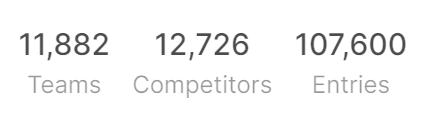 11,882 12,726 107,600
Teams Competitors Entries